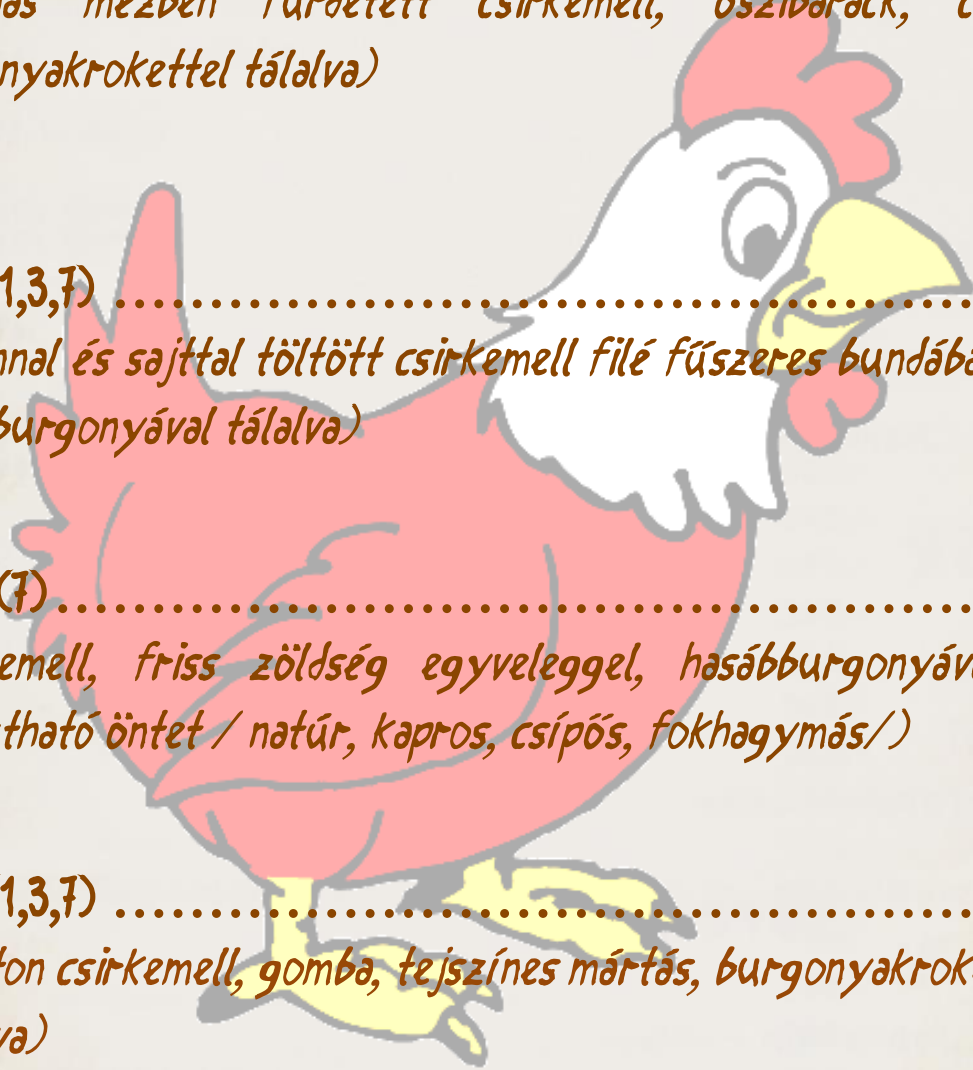 mézben fürdetett csirkemell, őszibarack,
nyakrokettel tálalva)
1,3,7) ........................................
nnal és sajttal töltött csirkemell filé fűszeres bundába
burgonyával tálalva)
(7) ........................................
emell, friss zöldség egyveleggel, hasábburgonyáva
tható öntet / natúr, kapros, csípős, fokhagymás/)
1,3,7) ........................................
ton csirkemell, gomba, tejszínes mártás, burgonyakrok
va)